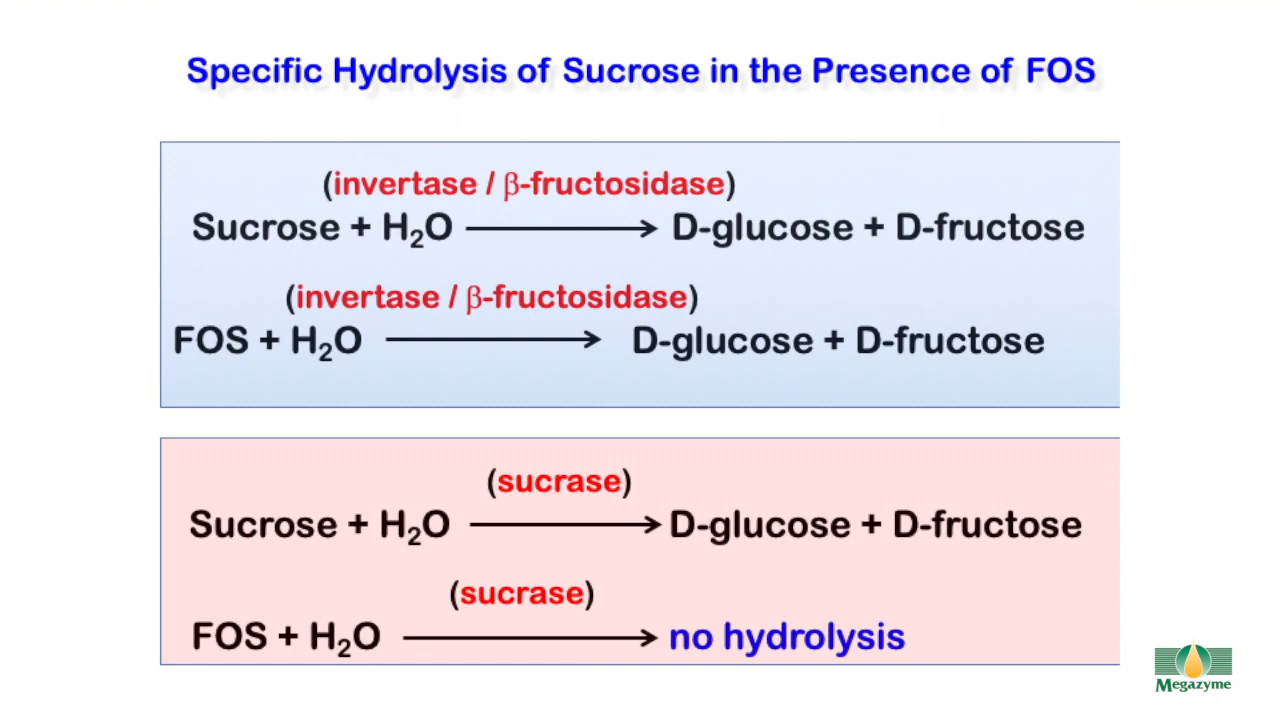 Specific Hydrolysis of Sucrose in the Presence of FOS
(invertase / β-fructosidase)
Sucrose + H₂O ⟶ D-glucose + D-fructose
(invertase / β-fructosidase)
FOS + H₂O ⟶ D-glucose + D-fructose
(sucrase)
Sucrose + H₂O ⟶ D-glucose + D-fructose
(sucrase)
FOS + H₂O ⟶ no hydrolysis
Megazyme